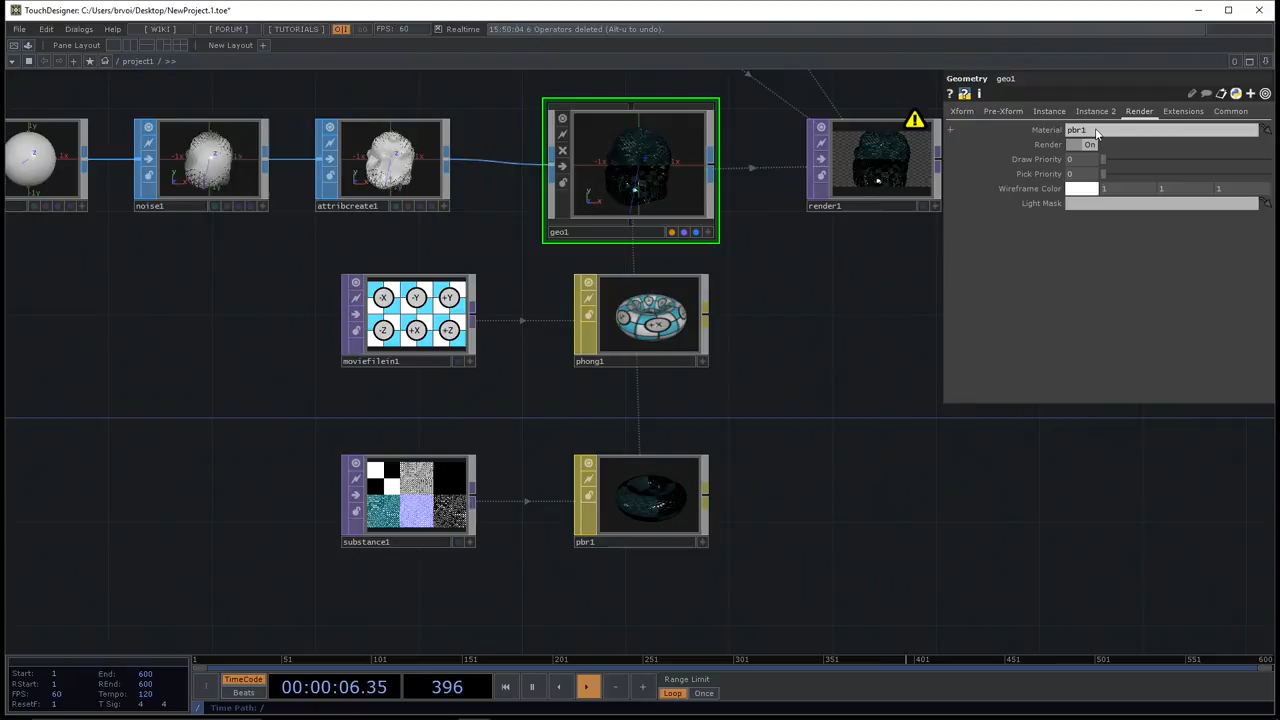 TouchDesigner: C:/Users/brvoi/Desktop/NewProject.1.toe*
File Edit Dialogs Help [ WIKI ] [ FORUM ] [ TUTORIALS ] O|I FPS: 60 Realtime 15:50:04.6 Operators deleted (Alt-u to undo).
Pane Layout New Layout +
/ project1 / >> 0
Geometry geo1
? i
Xform Pre-Xform Instance Instance 2 Render Extensions Common
Material pbr1
Render On
Draw Priority 0
Pick Priority 0
Wireframe Color 1 1 1
Light Mask
noise1 attribcreate1 geo1 render1
-X -Y +Y
-Z +X +Z
moviefilein1 phong1
substance1 pbr1
1 51 101 151 201 251 301 351 401 451 501 551 600
Start: 1 End: 600
RStart: 1 REnd: 600
FPS: 60 Tempo: 120
ResetF: 1 T Sig: 4 4
TimeCode
Beats
00:00:06.35 396
Range Limit
Loop Once
/ Time Path: /